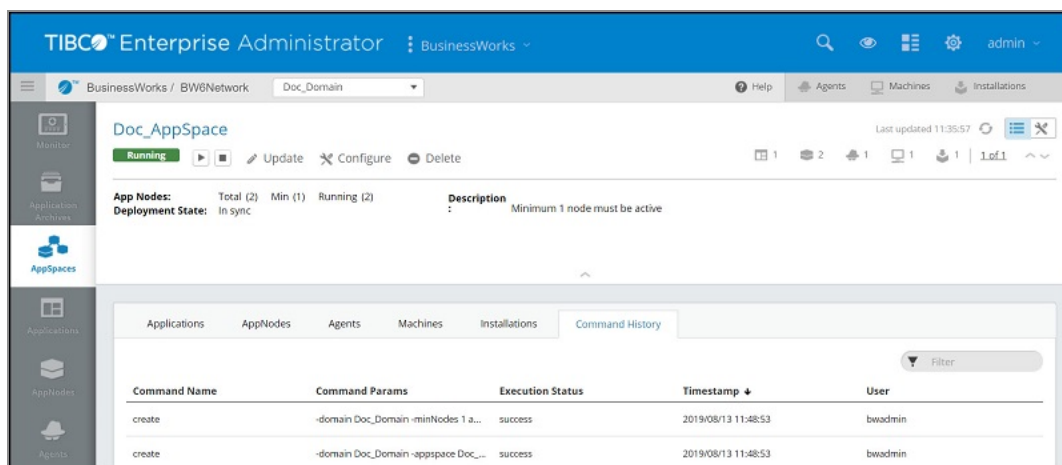 TIBCO™ Enterprise Administrator BusinessWorks admin
BusinessWorks / BW6Network Doc_Domain Help Agents Machines Installations
Monitor
Doc_AppSpace Last updated 11:35:57
Running Update Configure Delete 1 2 1 1 1 1 of 1
Application
Archives
App Nodes: Total (2) Min (1) Running (2) Description
: Minimum 1 node must be active
Deployment State: In sync
AppSpaces
Applications
Applications AppNodes Agents Machines Installations Command History
Filter
AppNodes
Command Name Command Params Execution Status Timestamp User
create -domain Doc_Domain -minNodes 1 a... success 2019/08/13 11:48:53 bwadmin
Agents
create -domain Doc_Domain -appspace Doc_... success 2019/08/13 11:48:53 bwadmin